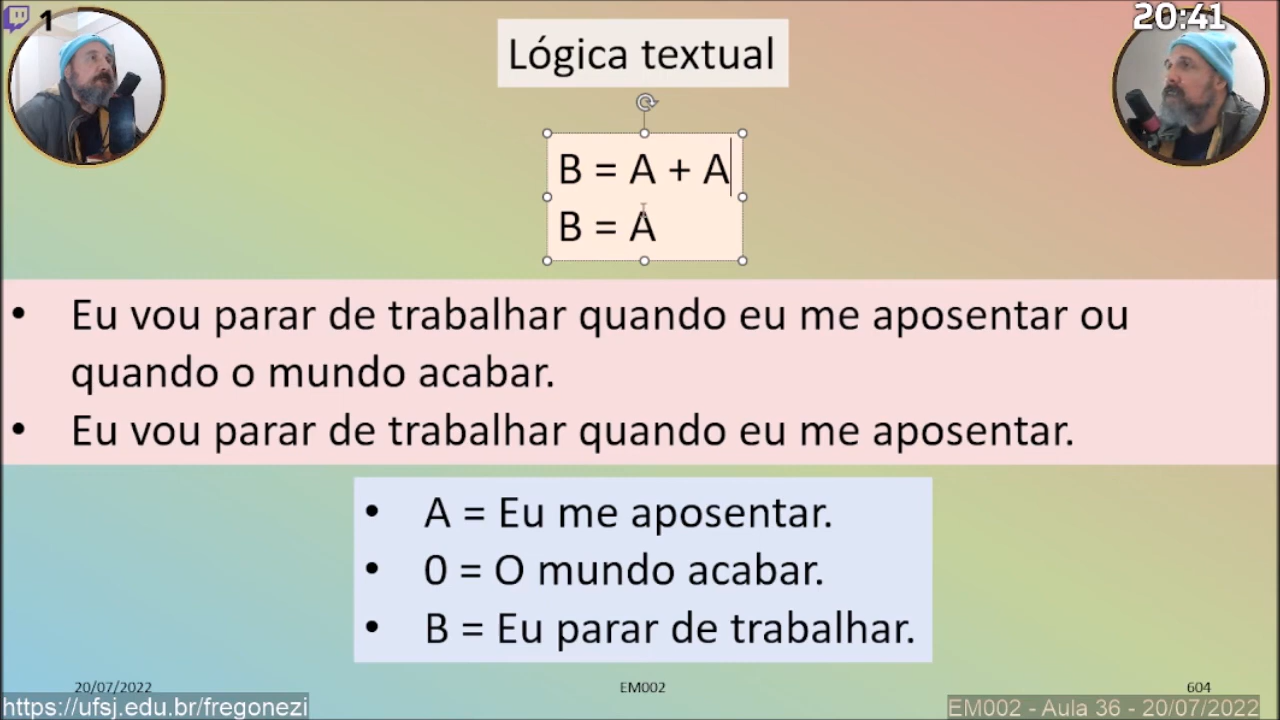 1
20:41
Lógica textual
B = A + A
B = A
• Eu vou parar de trabalhar quando eu me aposentar ou
quando o mundo acabar.
• Eu vou parar de trabalhar quando eu me aposentar.
• A = Eu me aposentar.
• 0 = O mundo acabar.
• B = Eu parar de trabalhar.
20/07/2022
EM002
604
https://ufsj.edu.br/fregonezi
EM002 - Aula 36 - 20/07/2022